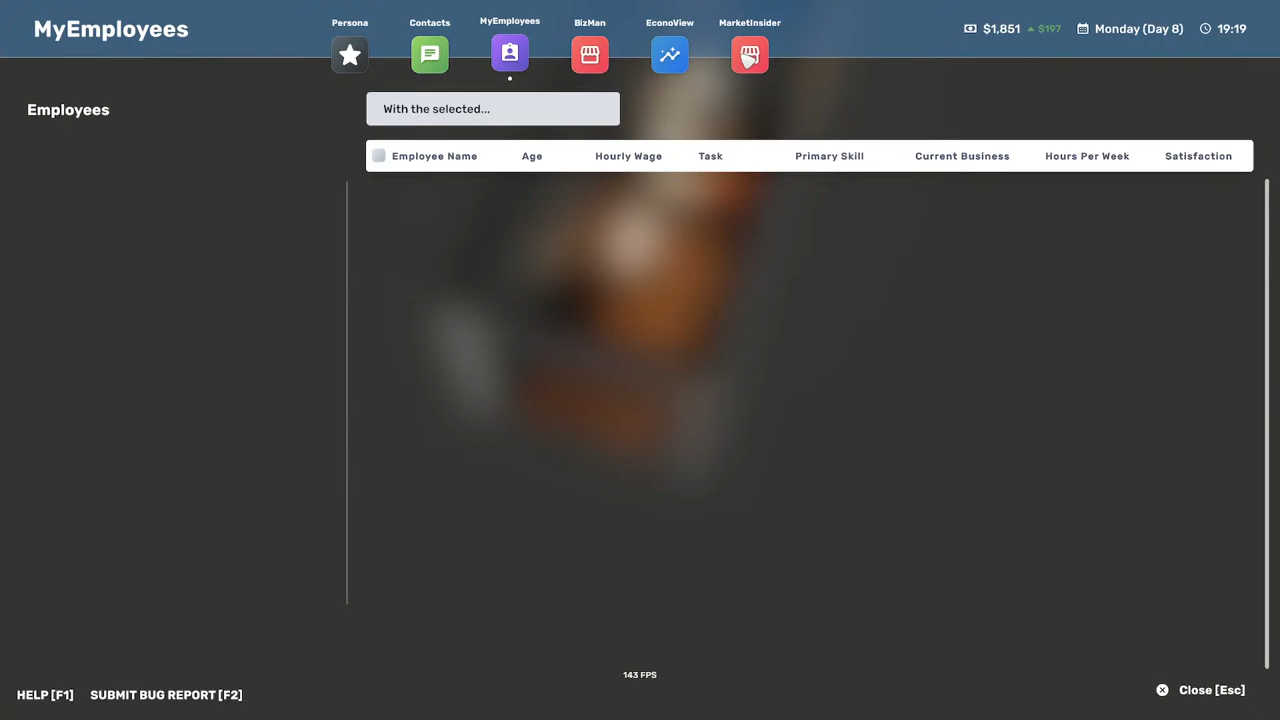 MyEmployees
Persona
Contacts
MyEmployees
BizMan
EconoView
MarketInsider
$1,851 $197
Monday (Day 8)
19:19
Employees
With the selected...
Employee Name Age Hourly Wage Task Primary Skill Current Business Hours Per Week Satisfaction
143 FPS
HELP [F1] SUBMIT BUG REPORT [F2]
Close [Esc]